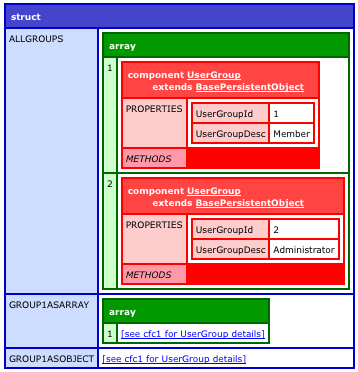 struct
ALLGROUPS
array
1
component UserGroup
extends BasePersistentObject
PROPERTIES
UserGroupId 1
UserGroupDesc Member
METHODS
2
component UserGroup
extends BasePersistentObject
PROPERTIES
UserGroupId 2
UserGroupDesc Administrator
METHODS
GROUP1ASARRAY
array
1 [see cfc1 for UserGroup details]
GROUP1ASOBJECT [see cfc1 for UserGroup details]